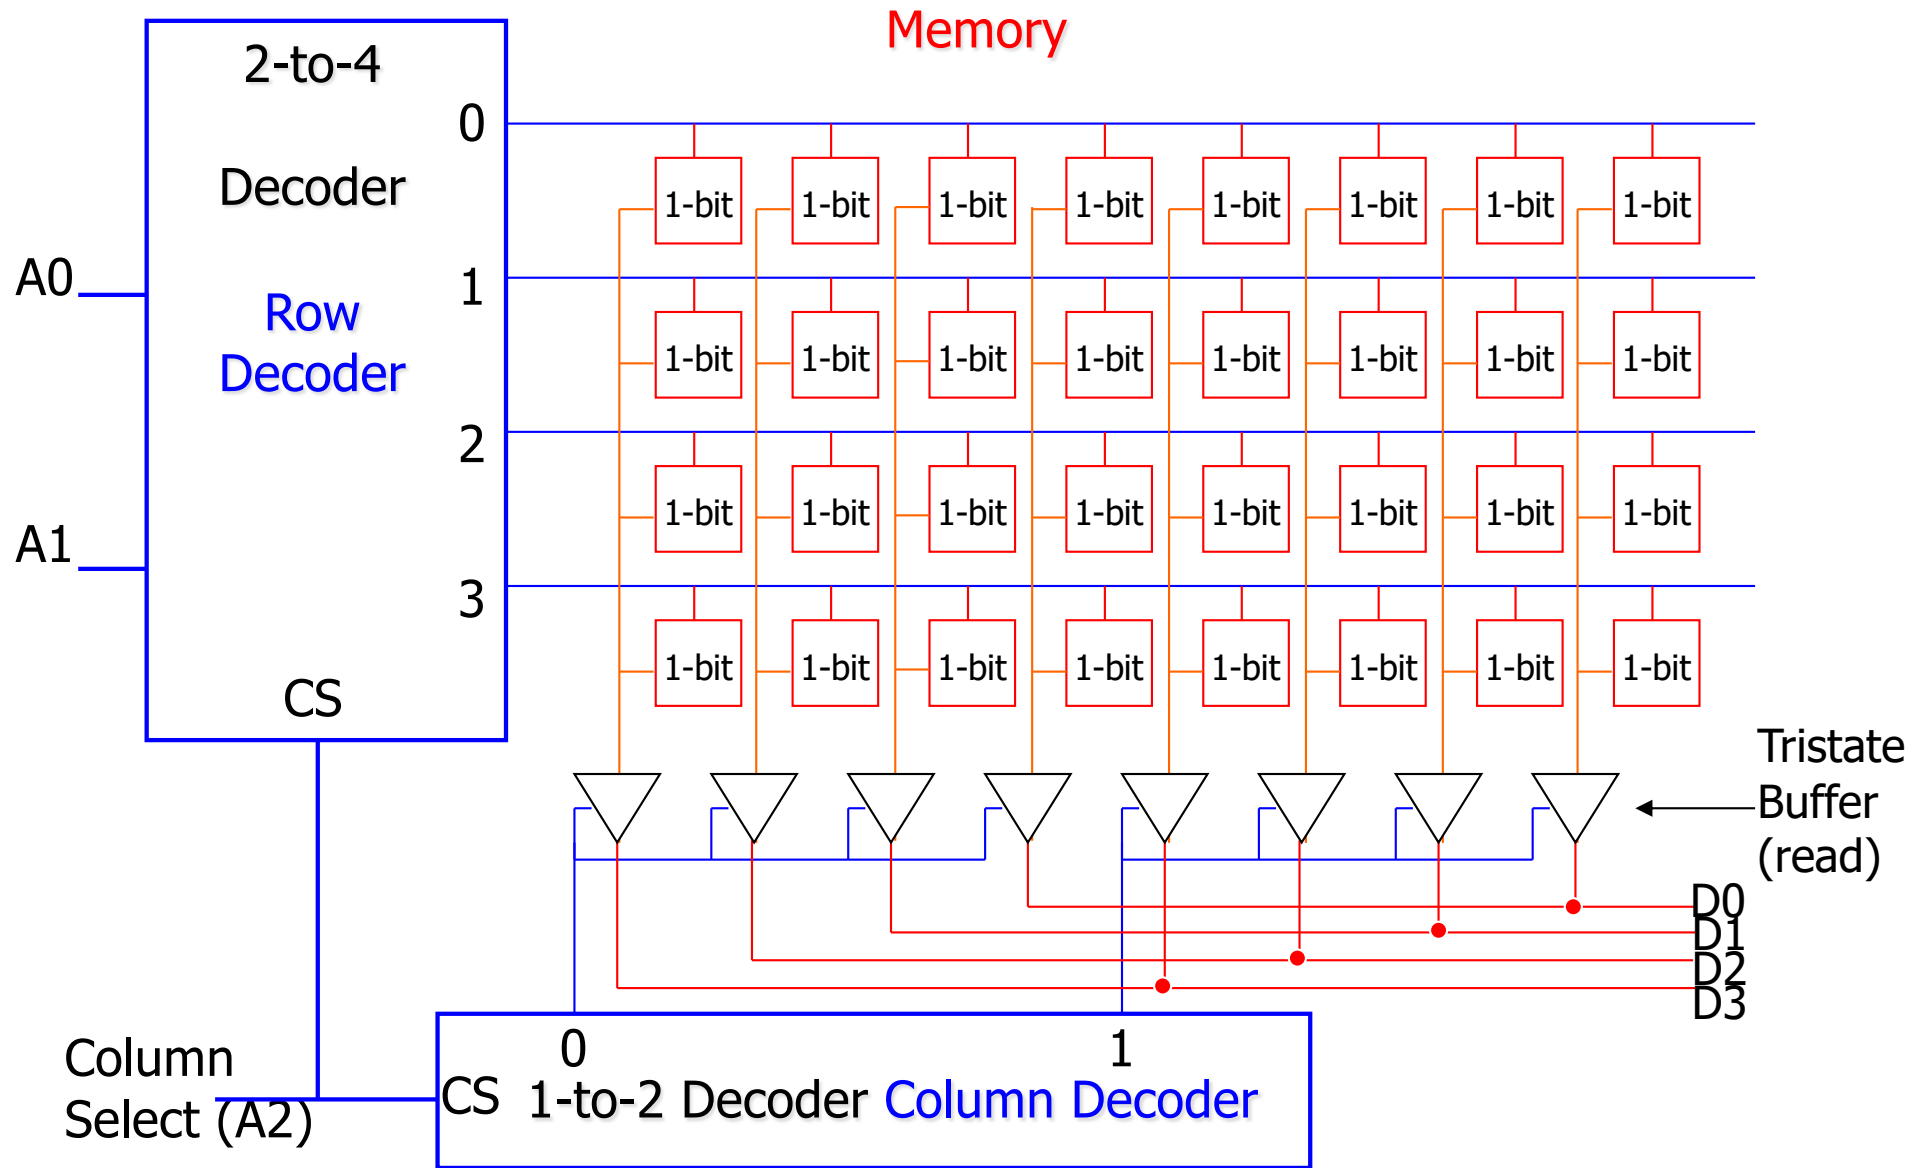 Memory
2-to-4
Decoder
Row
Decoder
0
1
2
3
A0
A1
CS
1-bit 1-bit 1-bit 1-bit 1-bit 1-bit 1-bit 1-bit
1-bit 1-bit 1-bit 1-bit 1-bit 1-bit 1-bit 1-bit
1-bit 1-bit 1-bit 1-bit 1-bit 1-bit 1-bit 1-bit
1-bit 1-bit 1-bit 1-bit 1-bit 1-bit 1-bit 1-bit
Tristate
Buffer
(read)
D0
D1
D2
D3
Column
Select (A2)
0 1
CS 1-to-2 Decoder Column Decoder